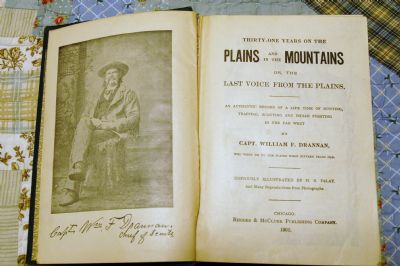 Capt. Wm. F. Drannan,
chief of scouts
THIRTY-ONE YEARS ON THE
PLAINS AND IN THE MOUNTAINS
OR, THE
LAST VOICE FROM THE PLAINS.
AN AUTHENTIC RECORD OF A LIFE TIME OF HUNTING,
TRAPPING, SCOUTING AND INDIAN FIGHTING
IN THE FAR WEST
BY
CAPT. WILLIAM F. DRANNAN,
WHO WENT ON TO THE PLAINS WHEN FIFTEEN YEARS OLD.
COPIOUSLY ILLUSTRATED BY H. S. DELAY,
and Many Reproductions from Photographs.
CHICAGO.
RHODES & MCCLURE PUBLISHING COMPANY.